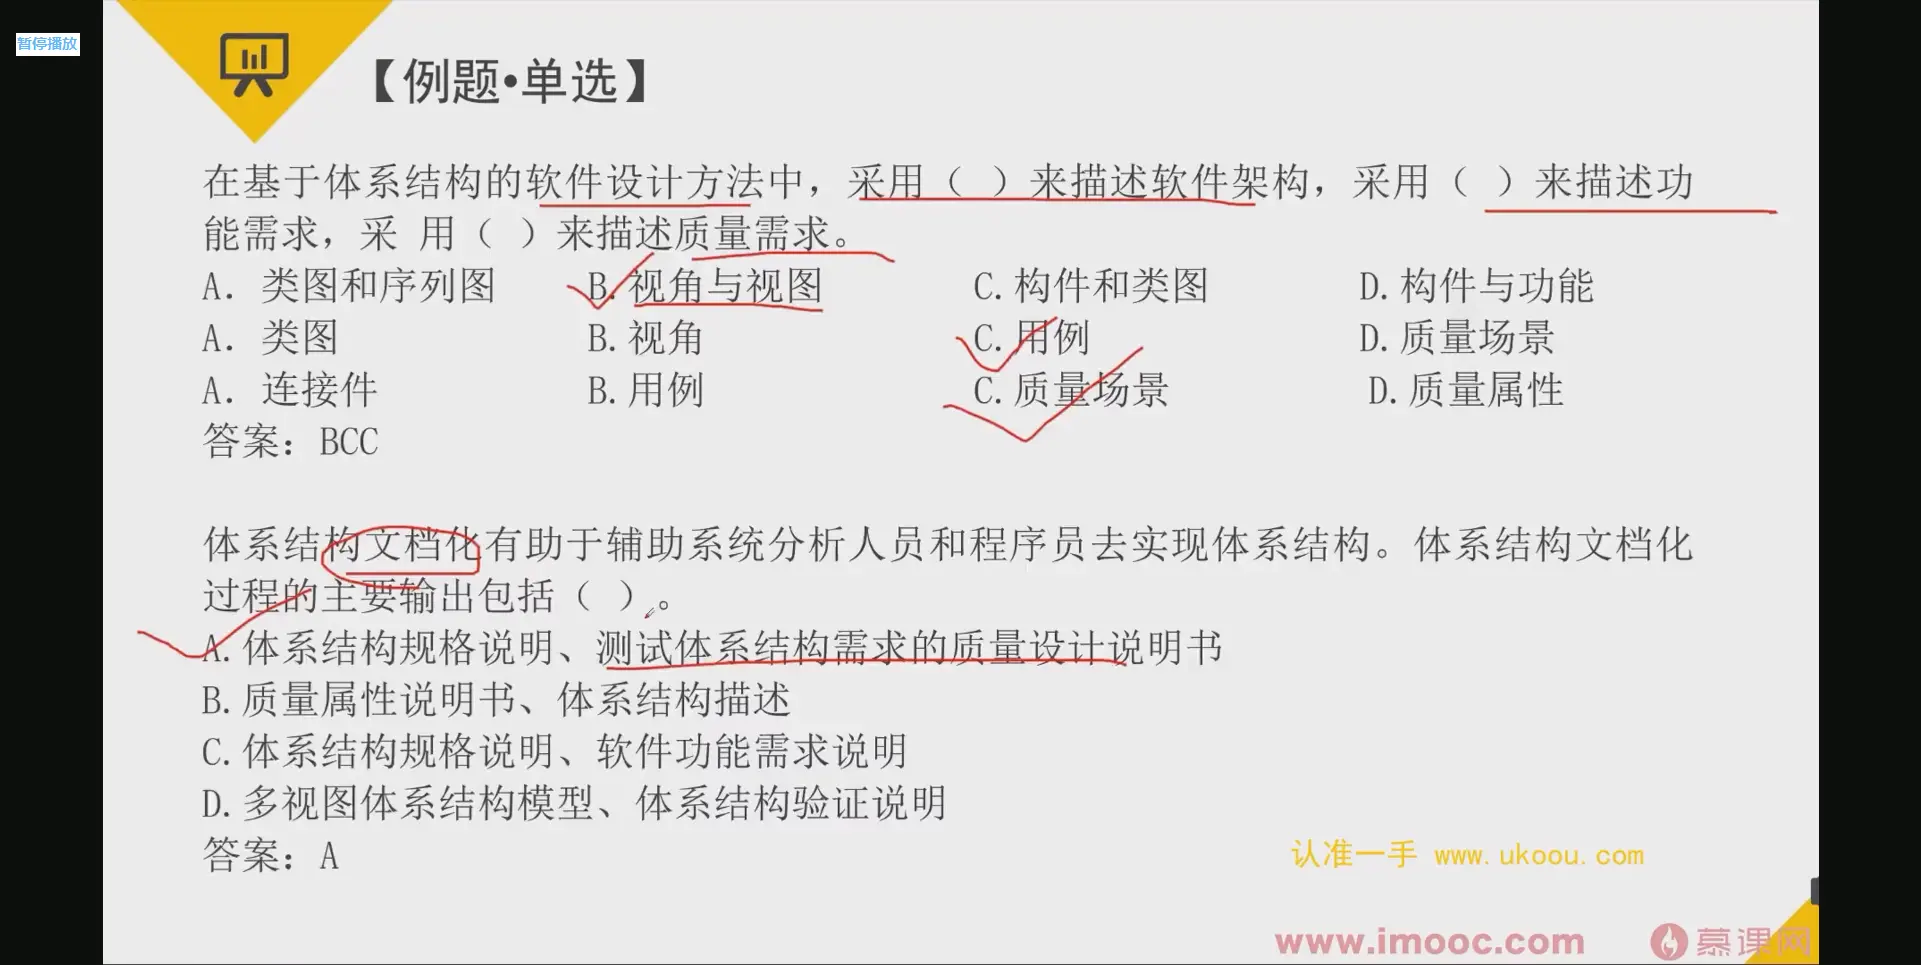 暂停播放
【例题•单选】
在基于体系结构的软件设计方法中，采用（ ）来描述软件架构，采用（ ）来描述功
能需求，采 用（ ）来描述质量需求。
A. 类图和序列图 B.视角与视图 C.构件和类图 D.构件与功能
A. 类图 B.视角 C.用例 D.质量场景
A. 连接件 B.用例 C.质量场景 D.质量属性
答案：BCC
体系结构文档化有助于辅助系统分析人员和程序员去实现体系结构。体系结构文档化
过程的主要输出包括（ ）。
A.体系结构规格说明、测试体系结构需求的质量设计说明书
B.质量属性说明书、体系结构描述
C.体系结构规格说明、软件功能需求说明
D.多视图体系结构模型、体系结构验证说明
答案：A
认准一手 www.ukoou.com
www.imooc.com 慕课网